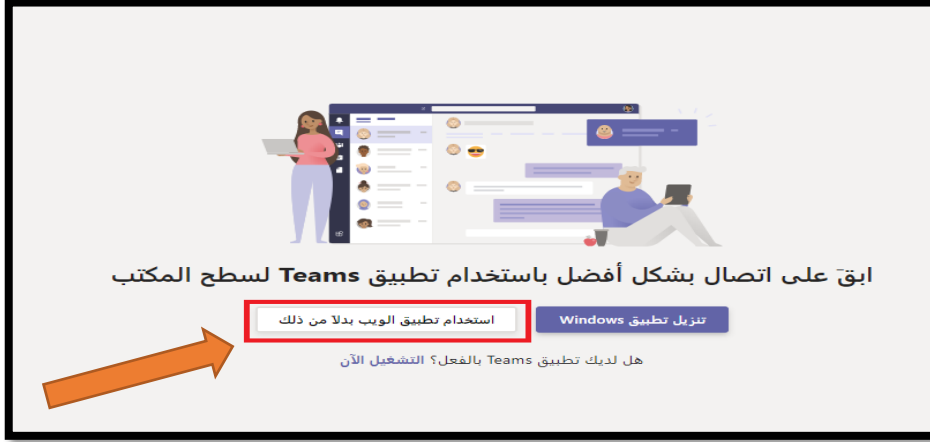 ابقَ على اتصال بشكل أفضل باستخدام تطبيق Teams لسطح المكتب
تنزيل تطبيق Windows
استخدام تطبيق الويب بدلاً من ذلك
هل لديك تطبيق Teams بالفعل؟ التشغيل الآن